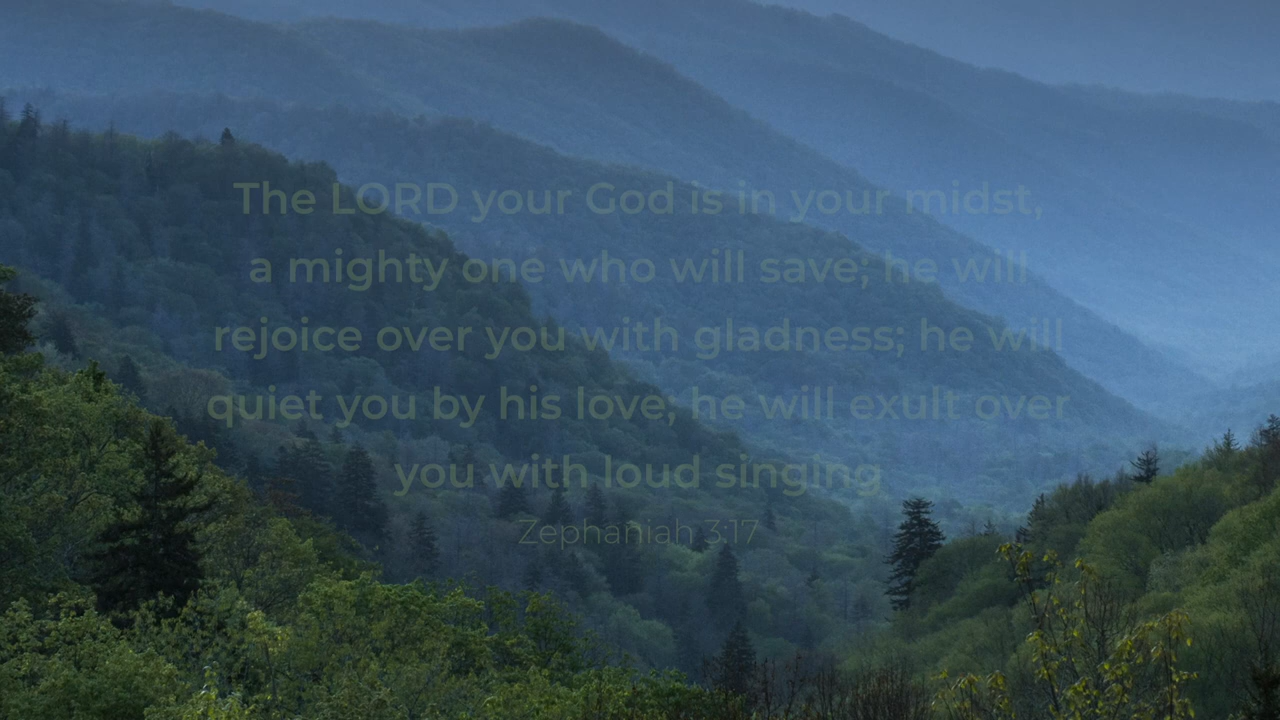 The LORD your God is in your midst,
a mighty one who will save; he will
rejoice over you with gladness; he will
quiet you by his love; he will exult over
you with loud singing
Zephaniah 3:17